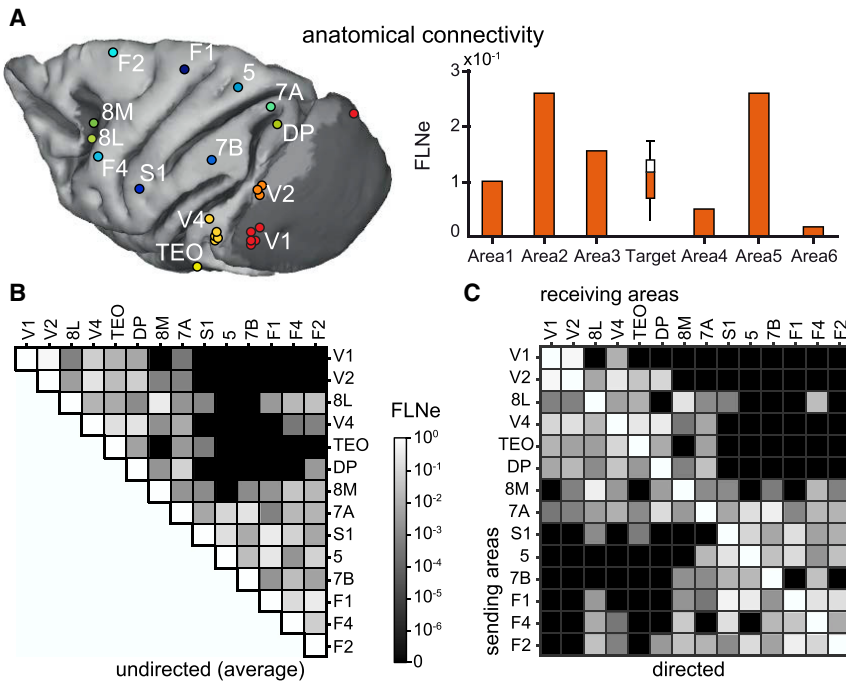 A
anatomical connectivity
F2
F1
5
7A
8M
8L
DP
F4
S1
7B
V2
V4
V1
TEO
x10-1
3
2
1
0
FLNe
Area1 Area2 Area3 Target Area4 Area5 Area6
B
V1 V2 8L V4 TEO DP 8M 7A S1 5 7B F1 F4 F2
V1
V2
8L
V4
TEO
DP
8M
7A
S1
5
7B
F1
F4
F2
undirected (average)
FLNe
100
10-1
10-2
10-3
10-4
10-5
10-6
0
C
receiving areas
V1 V2 8L V4 TEO DP 8M 7A S1 5 7B F1 F4 F2
sending areas
V1
V2
8L
V4
TEO
DP
8M
7A
S1
5
7B
F1
F4
F2
directed